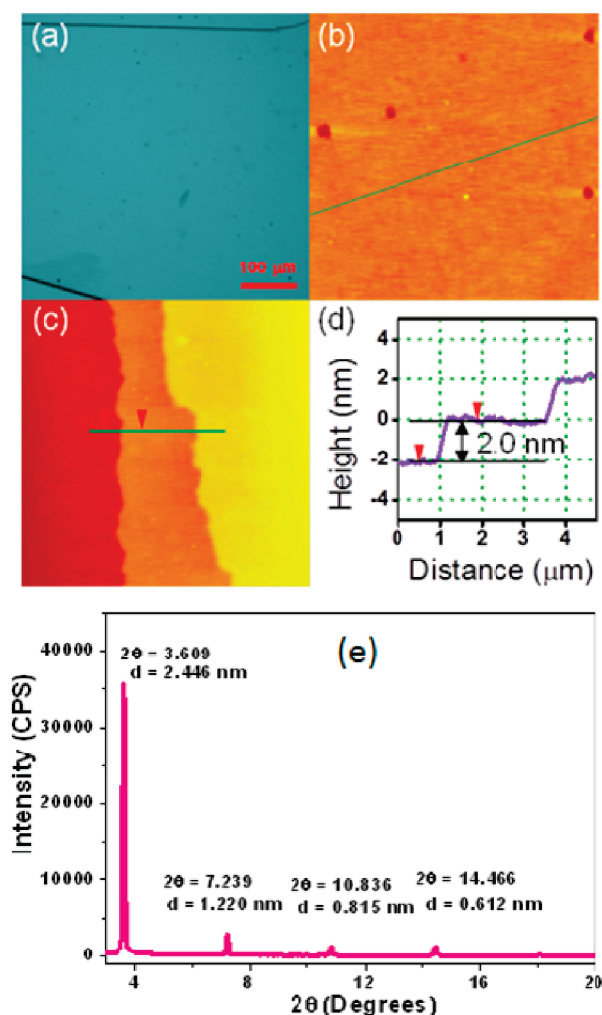 (a)
(b)
100 μm
(c)
(d)
Height (nm)
4
2
0
-2
-4
2.0 nm
0 1 2 3 4
Distance (μm)
(e)
Intensity (CPS)
40000
30000
20000
10000
0
2θ = 3.609
d = 2.446 nm
2θ = 7.239
d = 1.220 nm
2θ = 10.836
d = 0.815 nm
2θ = 14.466
d = 0.612 nm
4 8 12 16 20
2θ (Degrees)